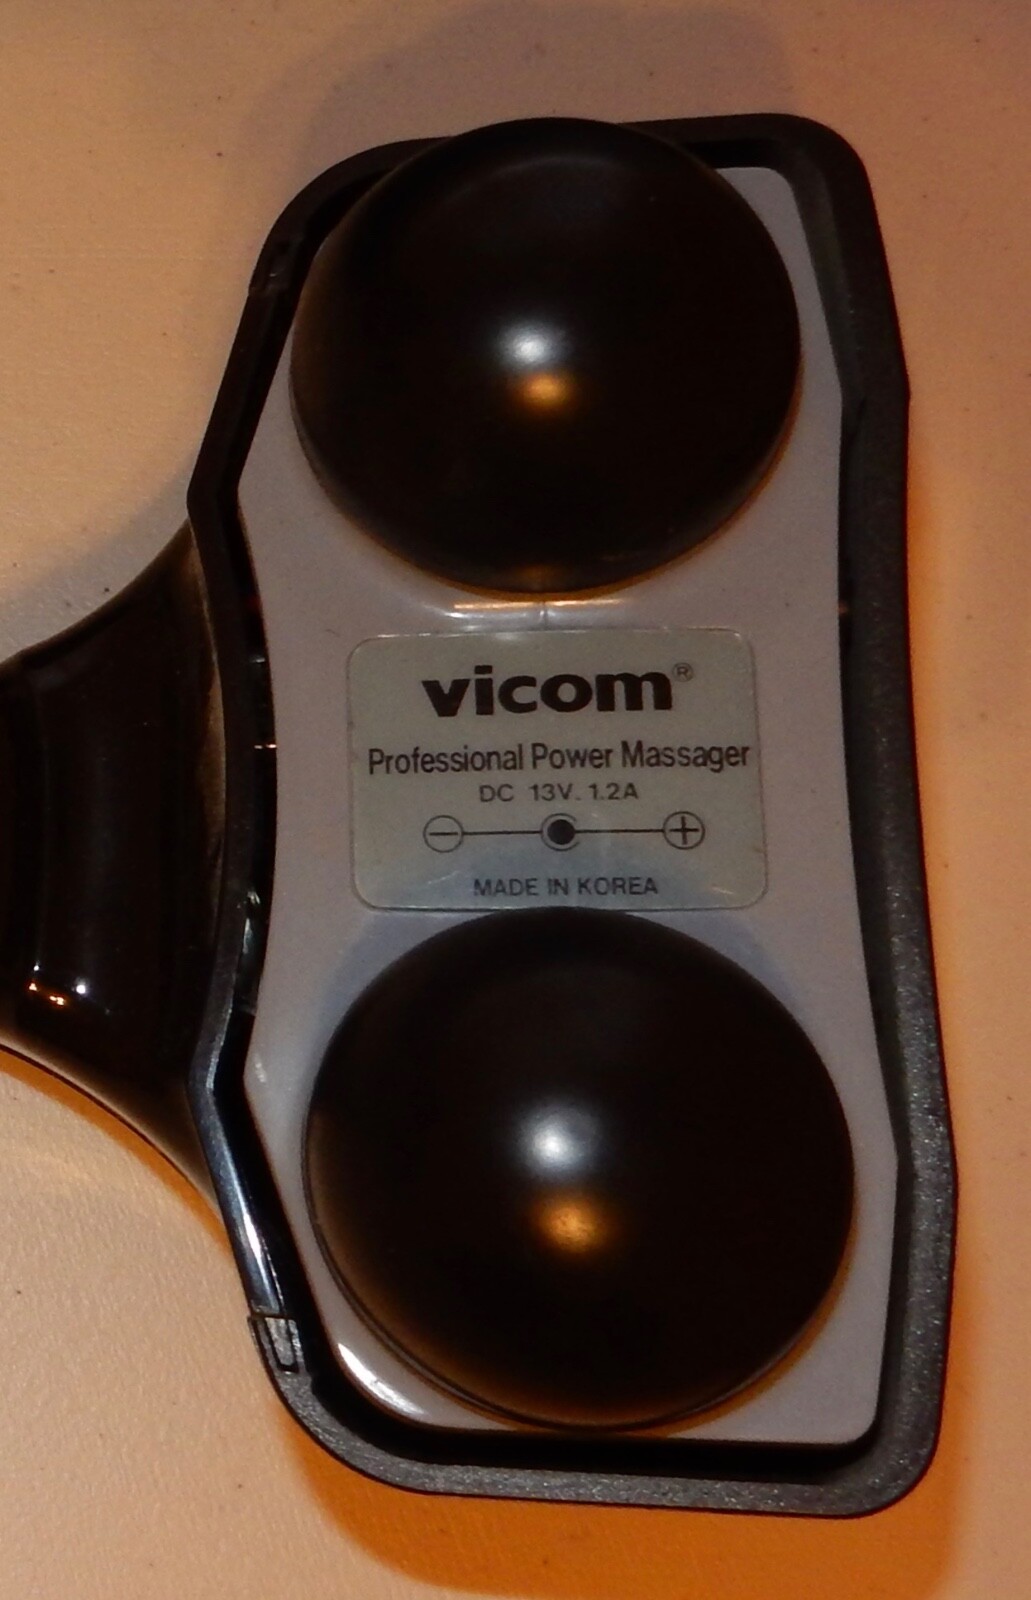 vicom®
Professional Power Massager
DC 13V. 1.2A
MADE IN KOREA